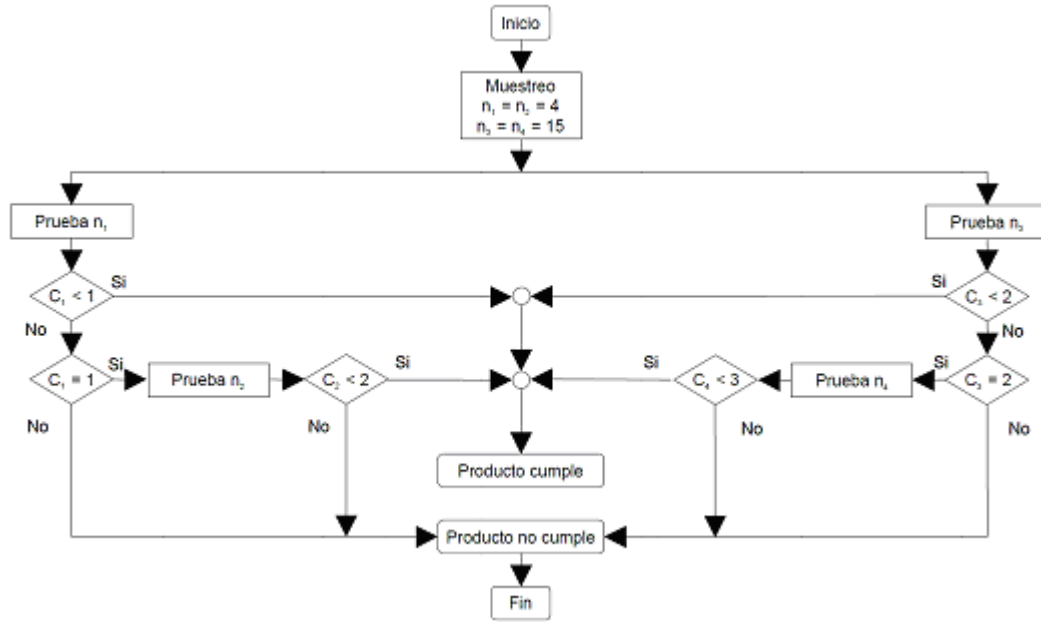 Inicio
Muestreo
n₁ = n₂ = 4
n₃ = n₄ = 15
Prueba n₁
Prueba n₃
C₁ < 1
Si
Si
C₃ < 2
No
No
C₁ = 1
Si
Prueba n₂
C₂ < 2
Si
Si
C₄ < 3
Prueba n₄
Si
C₃ = 2
No
No
No
No
Producto cumple
Producto no cumple
Fin